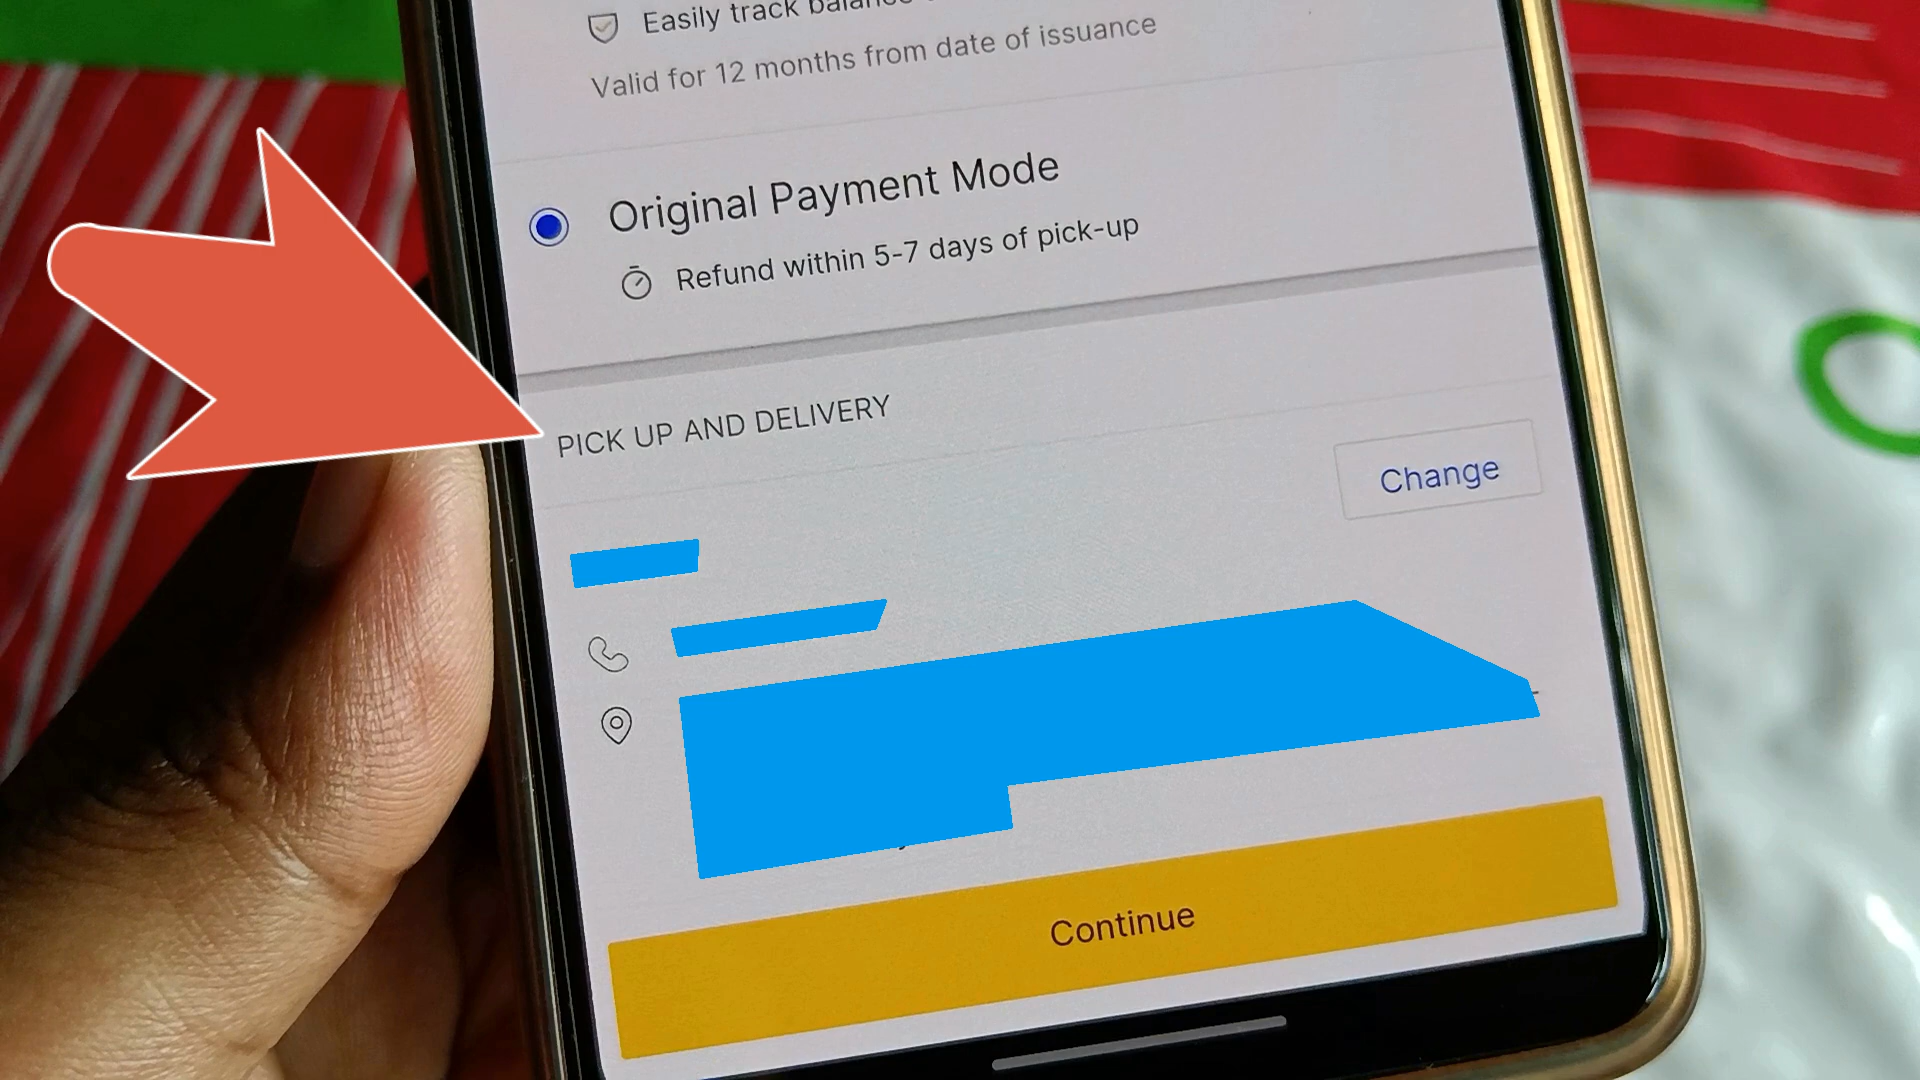 Easily track balance
Valid for 12 months from date of issuance
Original Payment Mode
Refund within 5-7 days of pick-up
PICK UP AND DELIVERY
Change
Continue